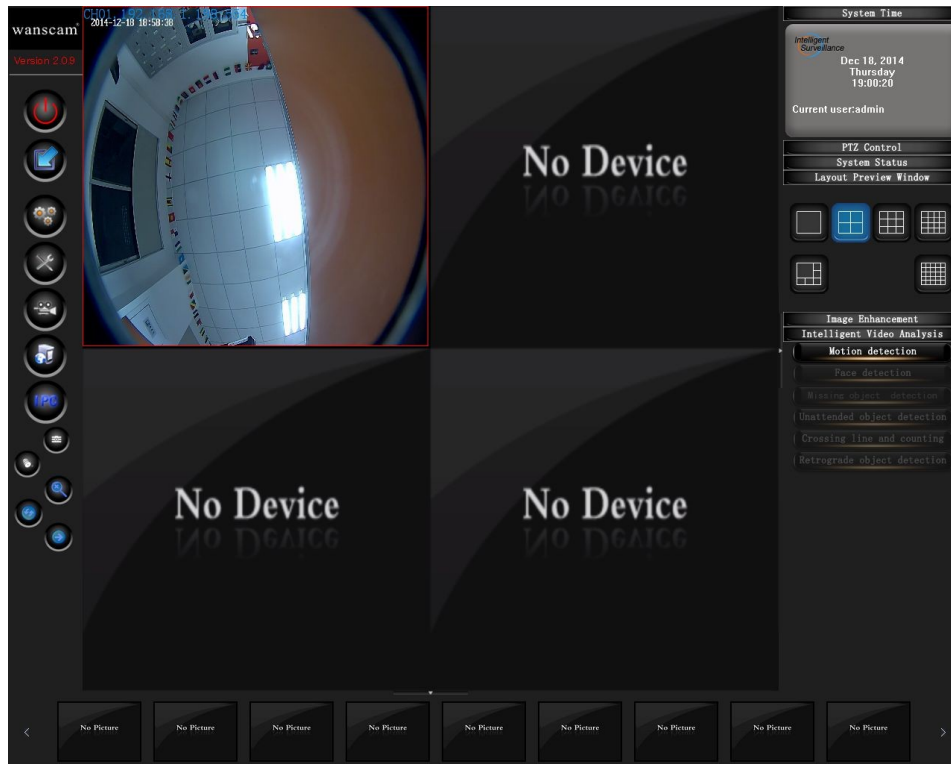 wanscam
Version 2.0.9
2014-12-18 18:59:38
No Device
No Device
No Device
System Time
Intelligent
Surveillance
Dec 18, 2014
Thursday
19:00:20
Current user:admin
PTZ Control
System Status
Layout Preview Window
Image Enhancement
Intelligent Video Analysis
Motion detection
Face detection
Missing object detection
Unattended object detection
Crossing line and counting
Retrograde object detection
IPC
No Picture
No Picture
No Picture
No Picture
No Picture
No Picture
No Picture
No Picture
No Picture